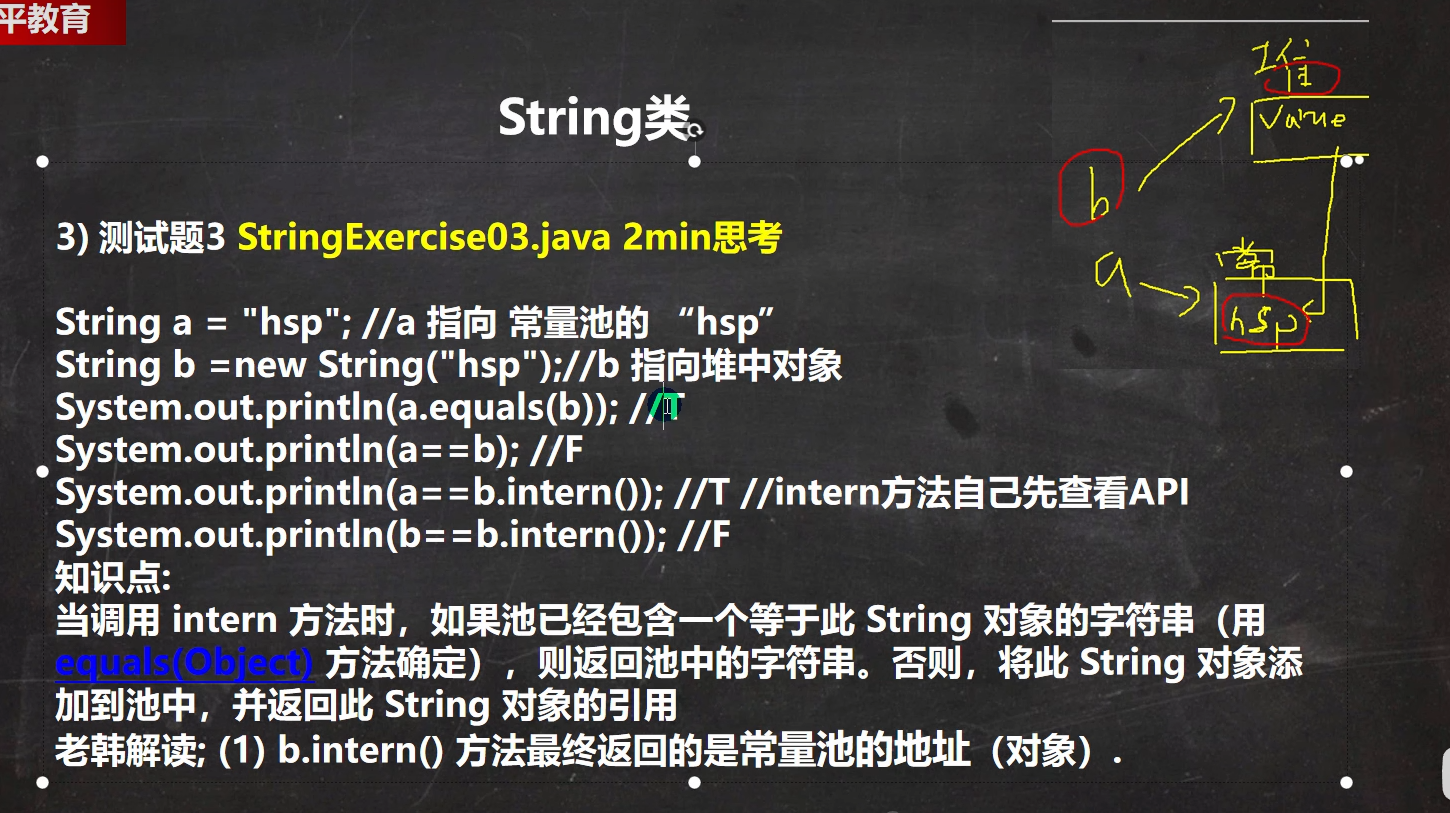 平教育
String类
3) 测试题3 StringExercise03.java 2min思考
String a = "hsp"; //a 指向 常量池的 “hsp”
String b =new String("hsp");//b 指向堆中对象
System.out.println(a.equals(b)); //T
System.out.println(a==b); //F
System.out.println(a==b.intern()); //T //intern方法自己先查看API
System.out.println(b==b.intern()); //F
知识点:
当调用 intern 方法时，如果池已经包含一个等于此 String 对象的字符串（用
equals(Object) 方法确定），则返回池中的字符串。否则，将此 String 对象添
加到池中，并返回此 String 对象的引用
老韩解读; (1) b.intern() 方法最终返回的是常量池的地址（对象）.
value
b
a
常
hsp